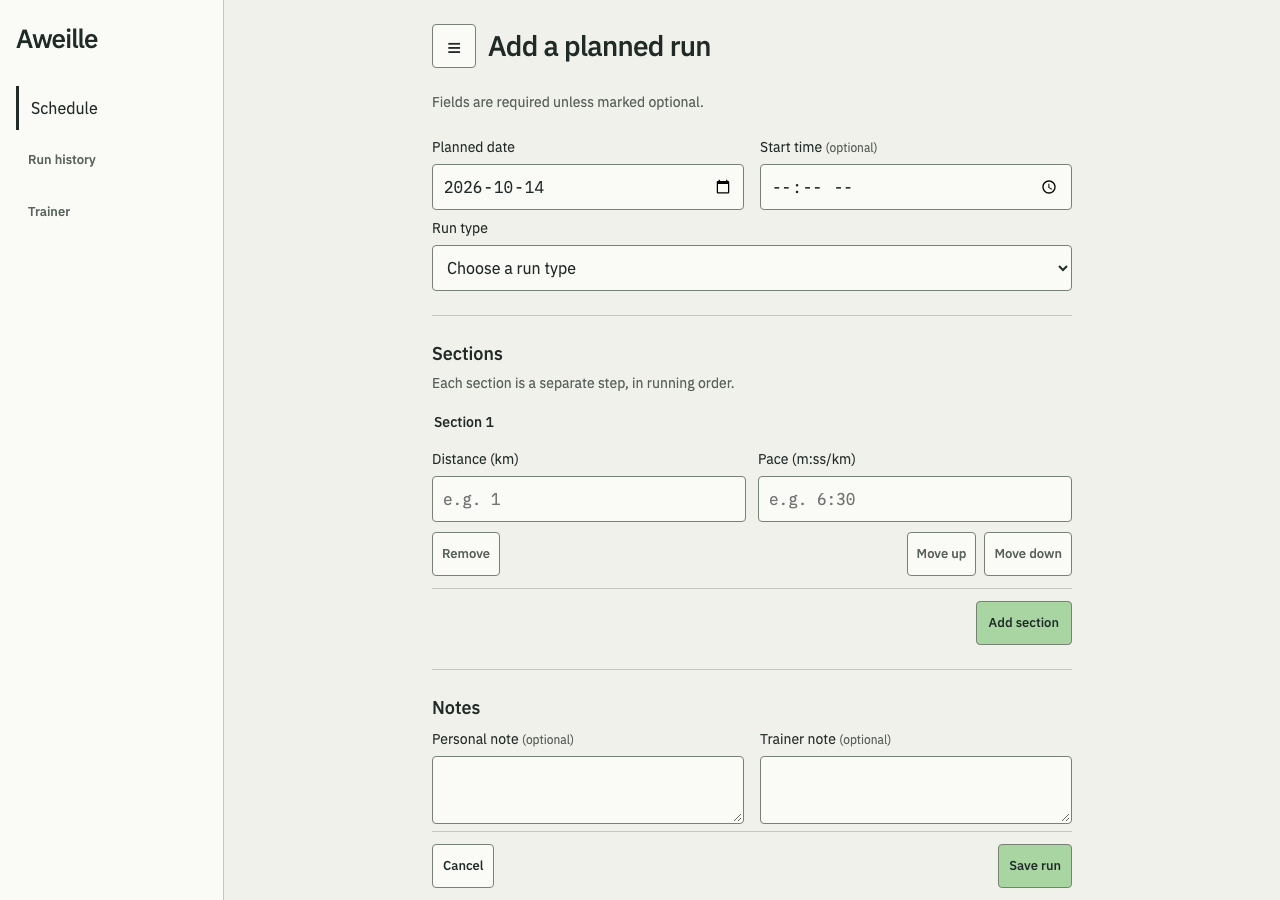 Aweille
Schedule
Run history
Trainer
Add a planned run
Fields are required unless marked optional.
Planned date
Start time (optional)
2026-10-14
--:-- --
Run type
Choose a run type
Sections
Each section is a separate step, in running order.
Section 1
Distance (km)
Pace (m:ss/km)
e.g. 1
e.g. 6:30
Remove
Move up
Move down
Add section
Notes
Personal note (optional)
Trainer note (optional)
Cancel
Save run